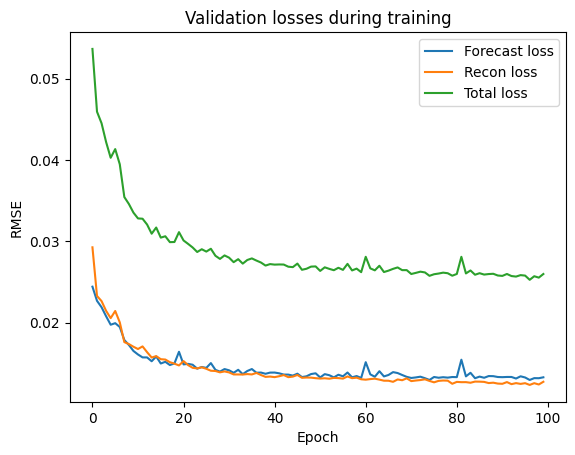 Validation losses during training
Forecast loss
Recon loss
Total loss
0.05
0.04
0.03
0.02
RMSE
0 20 40 60 80 100
Epoch